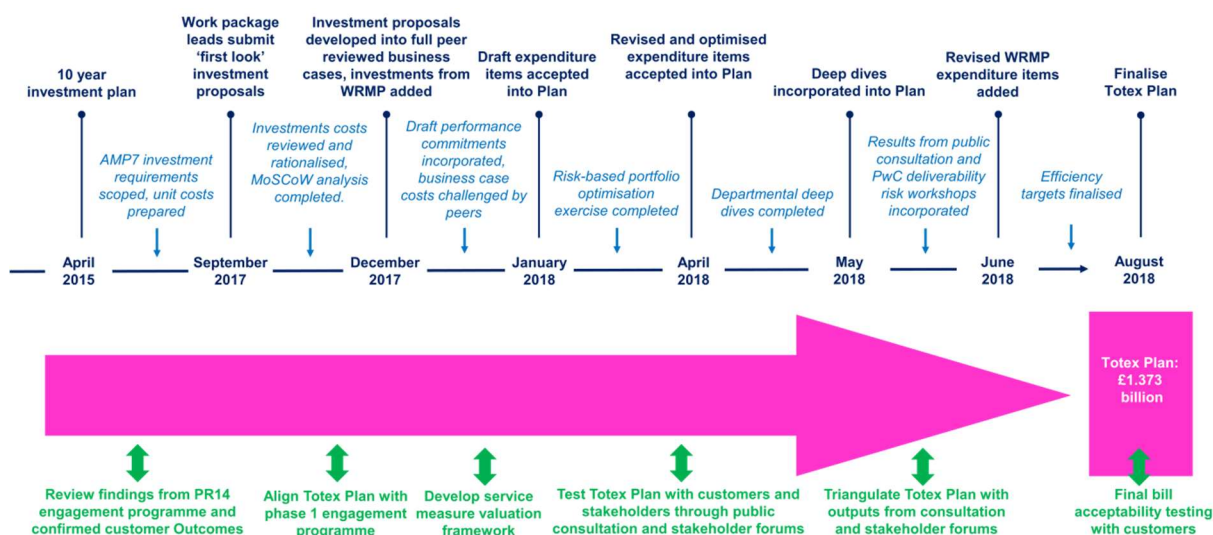 10 year
investment plan
Work package
leads submit
‘first look’
investment
proposals
Investment proposals
developed into full peer
reviewed business
cases, investments from
WRMP added
Draft expenditure
items accepted
into Plan
Revised and optimised
expenditure items
accepted into Plan
Deep dives
incorporated into Plan
Revised WRMP
expenditure items
added
Finalise
Totex Plan
AMP7 investment
requirements
scoped, unit costs
prepared
Investments costs
reviewed and
rationalised,
MoSCoW analysis
completed.
Draft performance
commitments
incorporated,
business case
costs challenged by
peers
Risk-based portfolio
optimisation
exercise completed
Departmental deep
dives completed
Results from public
consultation and
PwC deliverability
risk workshops
incorporated
Efficiency
targets finalised
April
2015
September
2017
December
2017
January
2018
April
2018
May
2018
June
2018
August
2018
Totex Plan:
£1.373
billion
Review findings from PR14
engagement programme and
confirmed customer Outcomes
Align Totex Plan with
phase 1 engagement
programme
Develop service
measure valuation
framework
Test Totex Plan with customers and
stakeholders through public
consultation and stakeholder forums
Triangulate Totex Plan with
outputs from consultation
and stakeholder forums
Final bill
acceptability testing
with customers